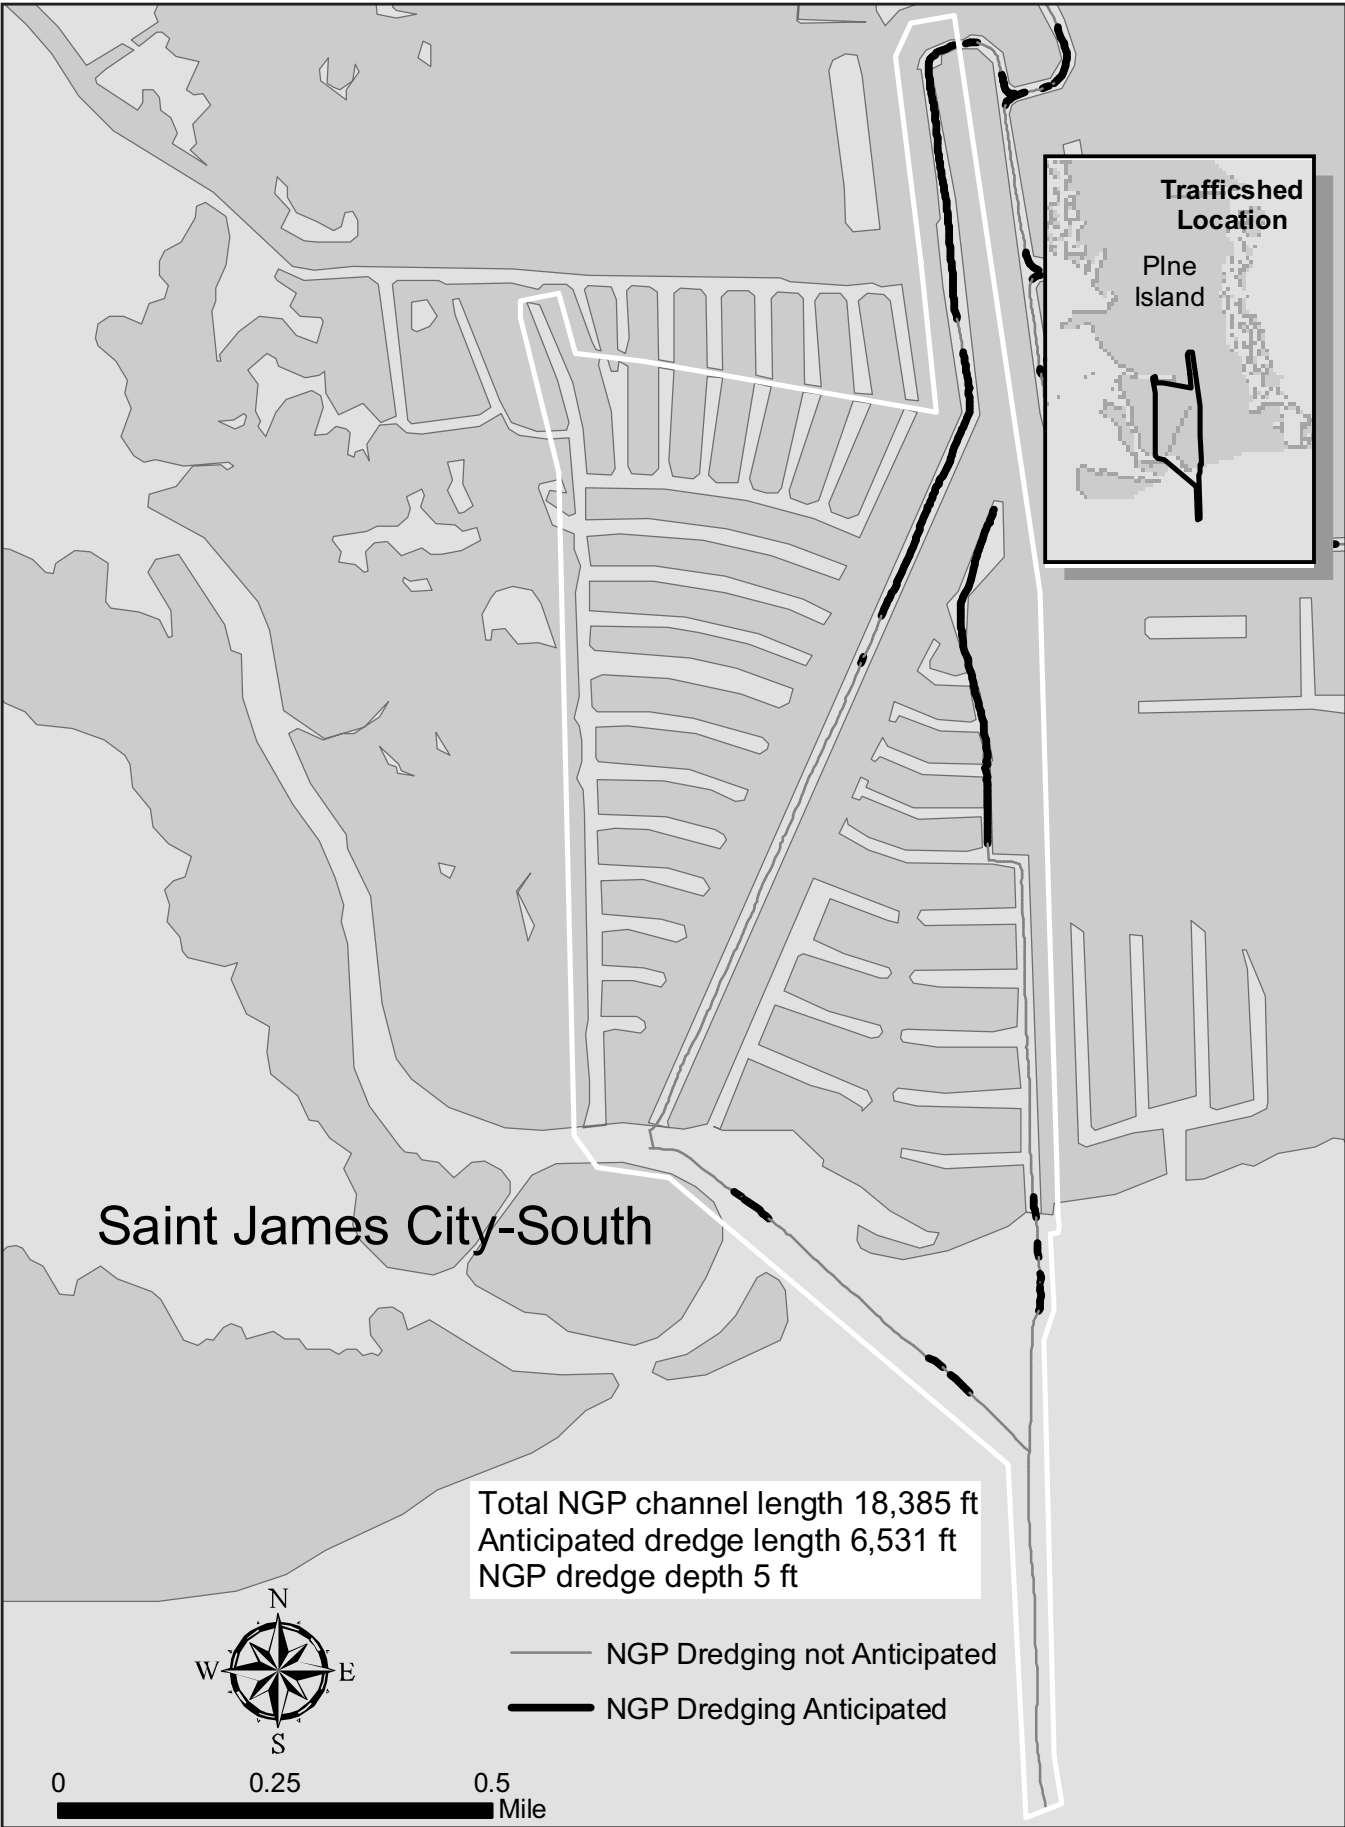 Trafficshed
Location
PIne
Island
Saint James City-South
Total NGP channel length 18,385 ft
Anticipated dredge length 6,531 ft
NGP dredge depth 5 ft
NGP Dredging not Anticipated
NGP Dredging Anticipated
N
W E
S
0 0.25 0.5
Mile